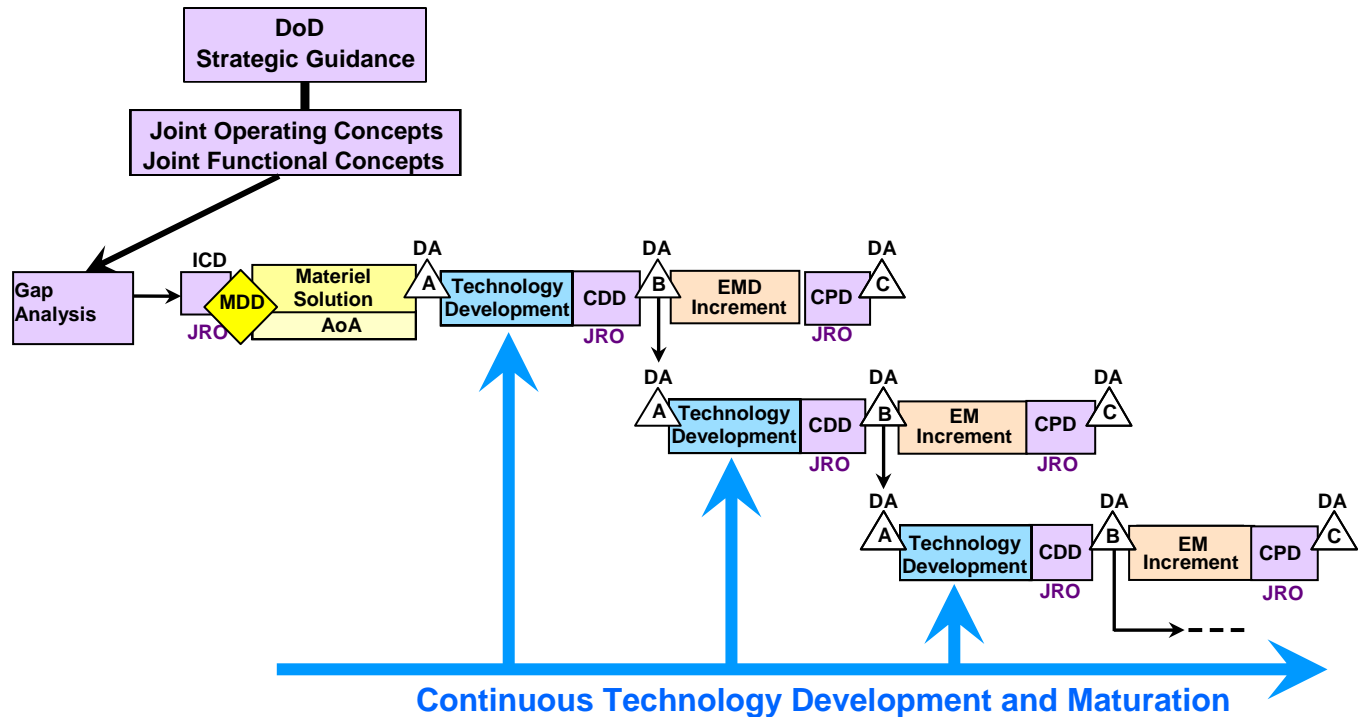 DoD
Strategic Guidance
Joint Operating Concepts
Joint Functional Concepts
Gap
Analysis
ICD
JRO
MDD
Materiel
Solution
AoA
DA
A
Technology
Development
CDD
JRO
DA
B
EMD
Increment
CPD
JRO
DA
C
DA
A
Technology
Development
CDD
JRO
DA
B
EM
Increment
CPD
JRO
DA
C
DA
A
Technology
Development
CDD
JRO
DA
B
EM
Increment
CPD
JRO
DA
C
Continuous Technology Development and Maturation